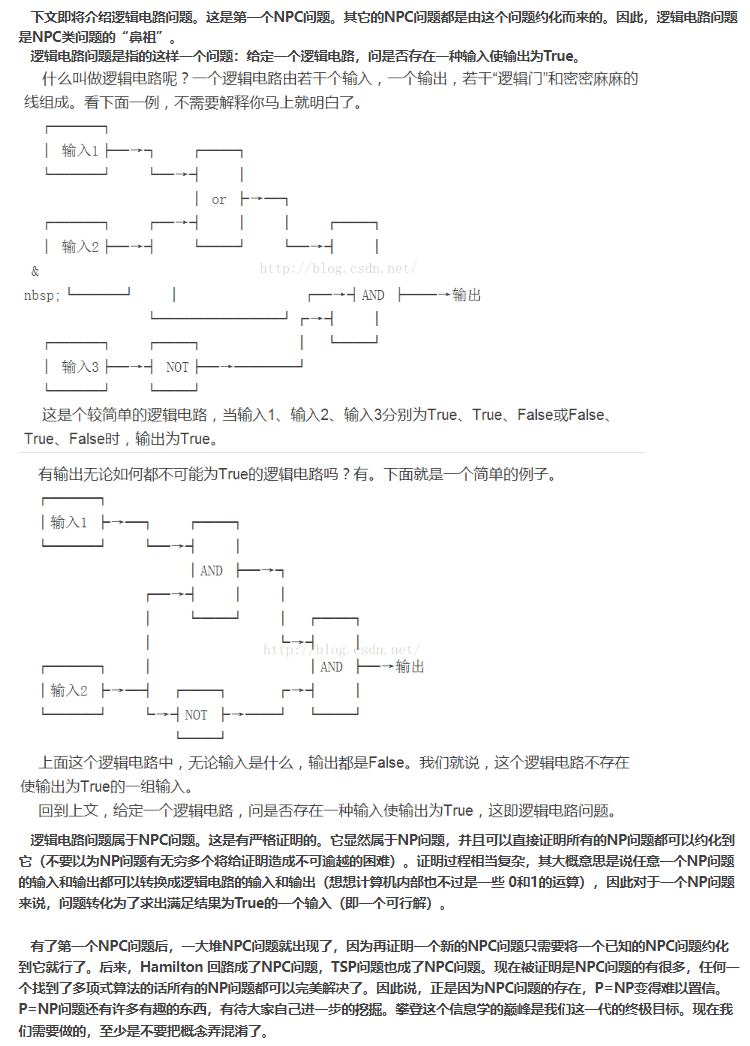 下文即将介绍逻辑电路问题。这是第一个NPC问题。其它的NPC问题都是由这个问题约化而来的。因此，逻辑电路问题
是NPC类问题的“鼻祖”。
逻辑电路问题是指的这样一个问题：给定一个逻辑电路，问是否存在一种输入使输出为True。
什么叫做逻辑电路呢？一个逻辑电路由若干个输入，一个输出，若干“逻辑门”和密密麻麻的
线组成。看下面一例，不需要解释你马上就明白了。
输入1
or
输入2
http://blog.csdn.net/
&
nbsp;
AND
输出
输入3
NOT
这是个较简单的逻辑电路，当输入1、输入2、输入3分别为True、True、False或False、
True、False时，输出为True。
有输出无论如何都不可能为True的逻辑电路吗？有。下面就是一个简单的例子。
输入1
AND
http://blog.csdn.net/
AND
输出
输入2
NOT
上面这个逻辑电路中，无论输入是什么，输出都是False。我们就说，这个逻辑电路不存在
使输出为True的一组输入。
回到上文，给定一个逻辑电路，问是否存在一种输入使输出为True，这即逻辑电路问题。
逻辑电路问题属于NPC问题。这是有严格证明的。它显然属于NP问题，并且可以直接证明所有的NP问题都可以约化到
它（不要以为NP问题有无穷多个将给证明造成不可逾越的困难）。证明过程相当复杂，其大概意思是说任意一个NP问题
的输入和输出都可以转换成逻辑电路的输入和输出（想想计算机内部也不过是一些 0和1的运算），因此对于一个NP问题
来说，问题转化为了求出满足结果为True的一个输入（即一个可行解）。
有了第一个NPC问题后，一大堆NPC问题就出现了，因为再证明一个新的NPC问题只需要将一个已知的NPC问题约化
到它就行了。后来，Hamilton 回路成了NPC问题，TSP问题也成了NPC问题。现在被证明是NPC问题的有很多，任何一
个找到了多项式算法的话所有的NP问题都可以完美解决了。因此说，正是因为NPC问题的存在，P=NP变得难以置信。
P=NP问题还有许多有趣的东西，有待大家自己进一步的挖掘。攀登这个信息学的巅峰是我们这一代的终极目标。现在我
们需要做的，至少是不要把概念弄混淆了。